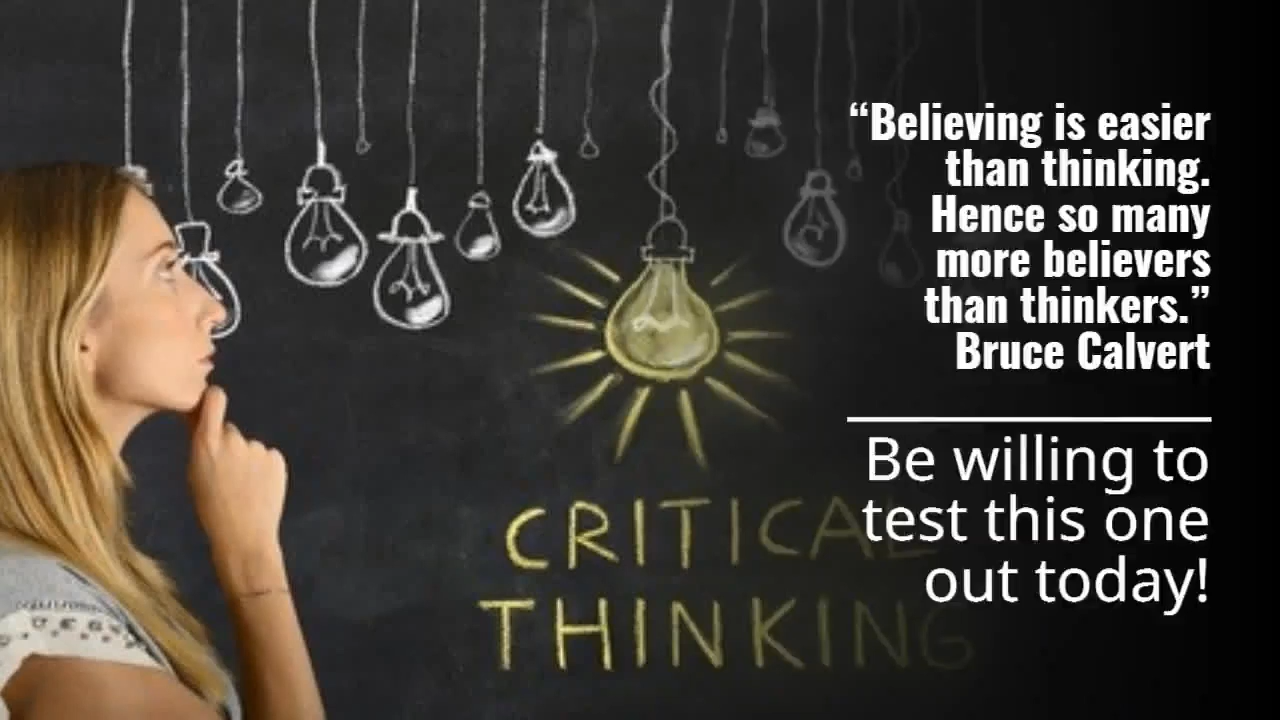 “Believing is easier
than thinking.
Hence so many
more believers
than thinkers.”
Bruce Calvert
Be willing to
test this one
out today!
CRITICAL
THINKING